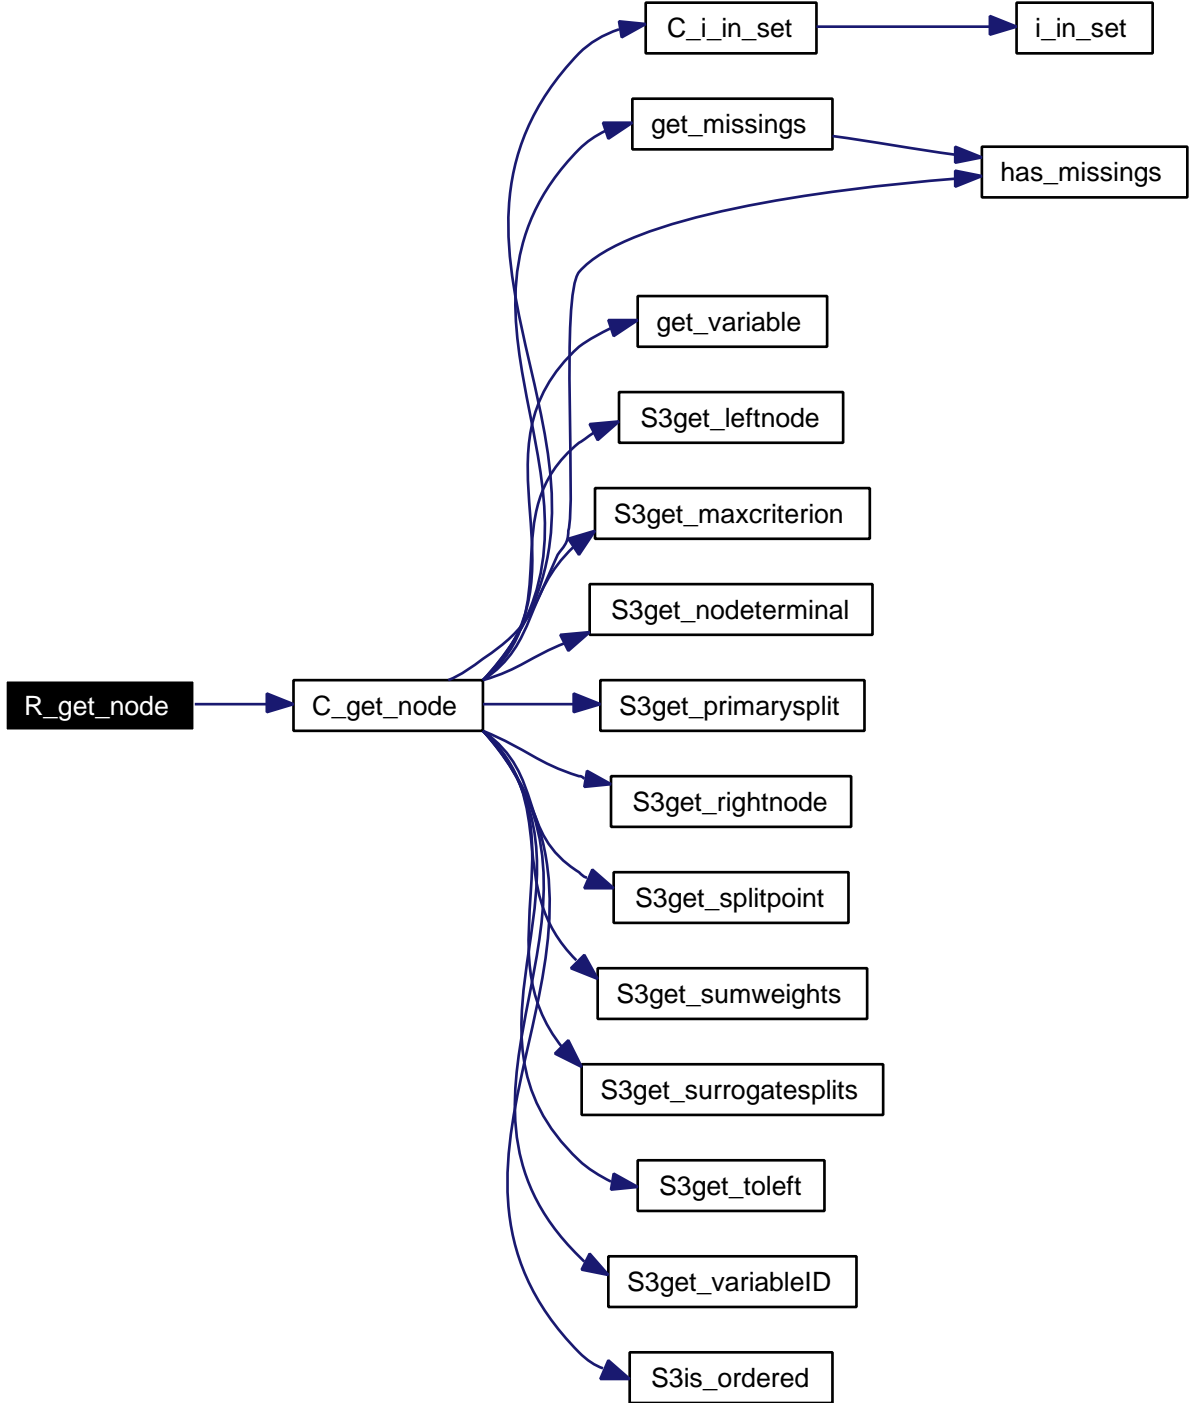 C_i_in_set
i_in_set
get_missings
has_missings
get_variable
S3get_leftnode
S3get_maxcriterion
S3get_nodeterminal
R_get_node
C_get_node
S3get_primarysplit
S3get_rightnode
S3get_splitpoint
S3get_sumweights
S3get_surrogatesplits
S3get_toleft
S3get_variableID
S3is_ordered